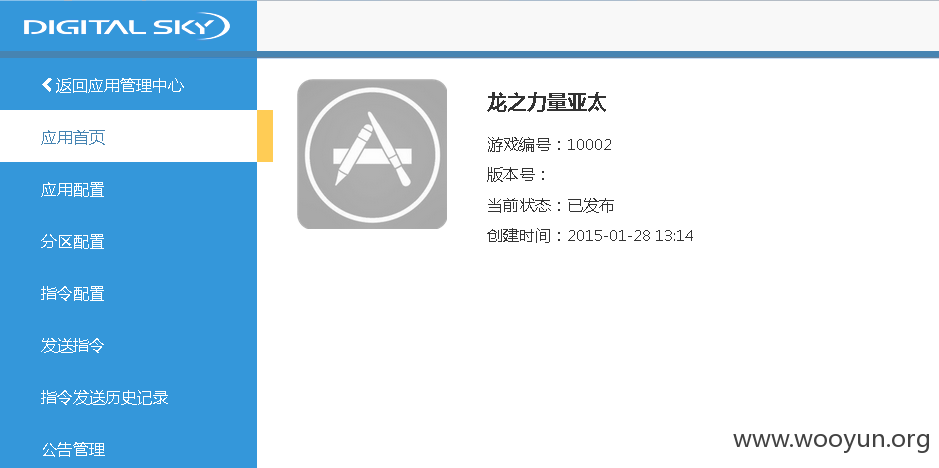 DIGITAL SKY
返回应用管理中心
应用首页
应用配置
分区配置
指令配置
发送指令
指令发送历史记录
公告管理
龙之力量亚太
游戏编号：10002
版本号：
当前状态：已发布
创建时间：2015-01-28 13:14
www.wooyun.org